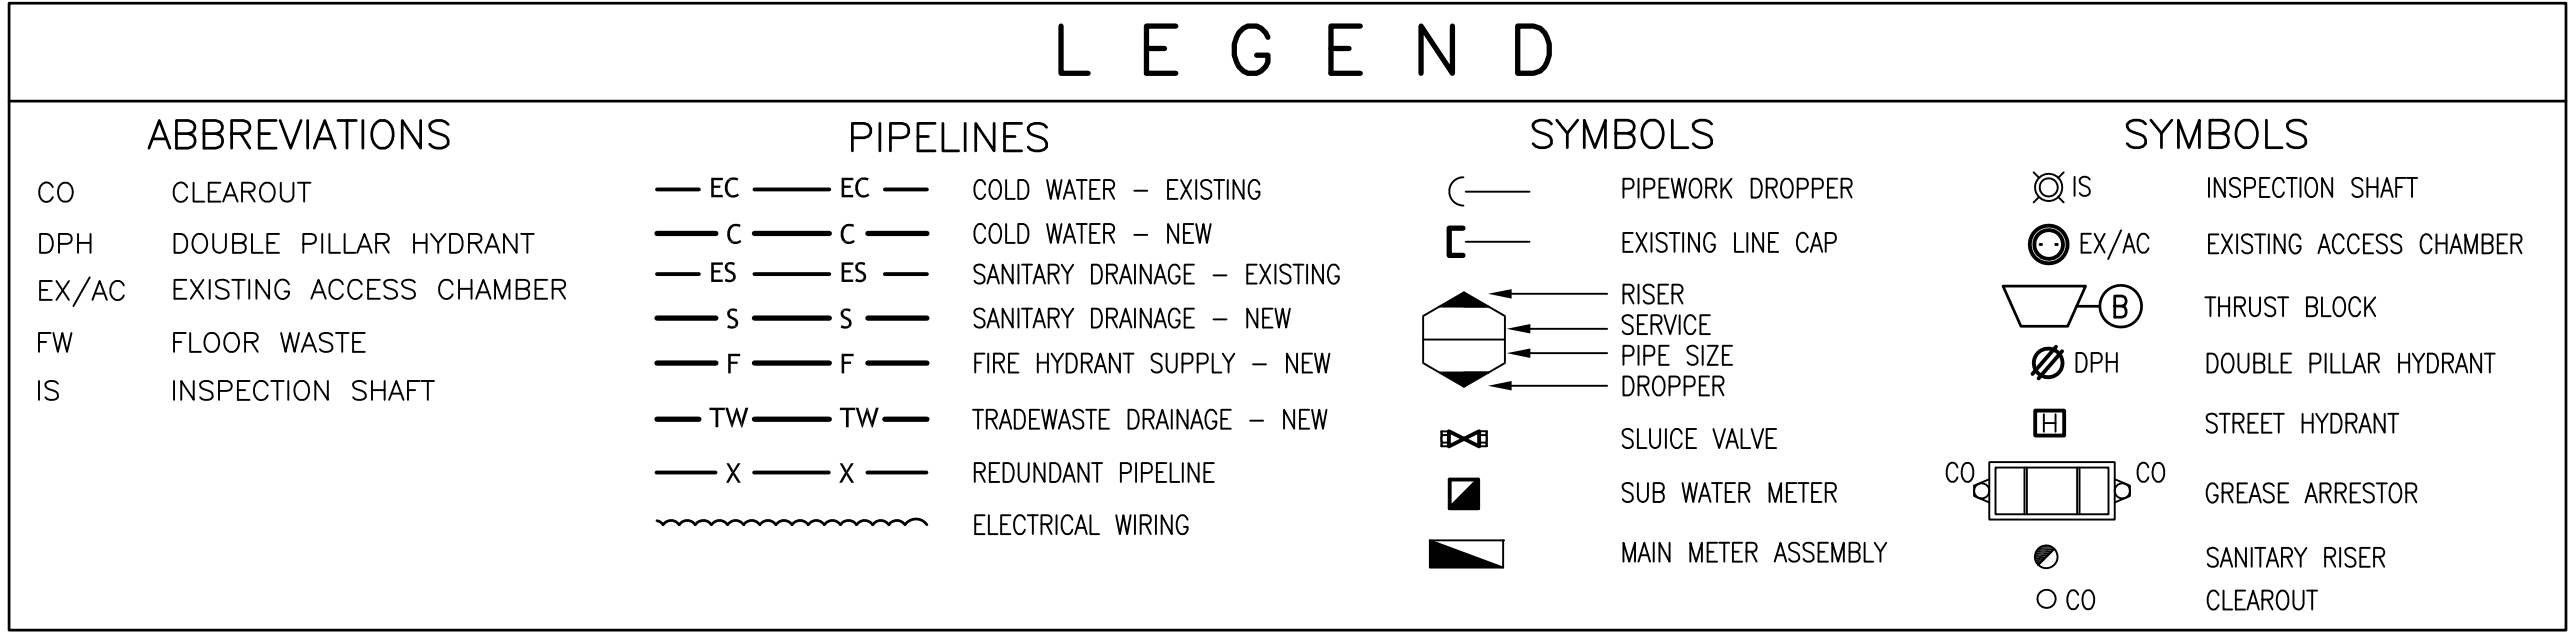 LEGEND
ABBREVIATIONS
CO CLEAROUT
DPH DOUBLE PILLAR HYDRANT
EX/AC EXISTING ACCESS CHAMBER
FW FLOOR WASTE
IS INSPECTION SHAFT
PIPELINES
EC EC COLD WATER - EXISTING
C C COLD WATER - NEW
ES ES SANITARY DRAINAGE - EXISTING
S S SANITARY DRAINAGE - NEW
F F FIRE HYDRANT SUPPLY - NEW
TW TW TRADEWASTE DRAINAGE - NEW
X X REDUNDANT PIPELINE
ELECTRICAL WIRING
SYMBOLS
PIPEWORK DROPPER
EXISTING LINE CAP
RISER
SERVICE
PIPE SIZE
DROPPER
SLUICE VALVE
SUB WATER METER
MAIN METER ASSEMBLY
SYMBOLS
IS INSPECTION SHAFT
EX/AC EXISTING ACCESS CHAMBER
B THRUST BLOCK
DPH DOUBLE PILLAR HYDRANT
H STREET HYDRANT
CO CO GREASE ARRESTOR
SANITARY RISER
CO CLEAROUT